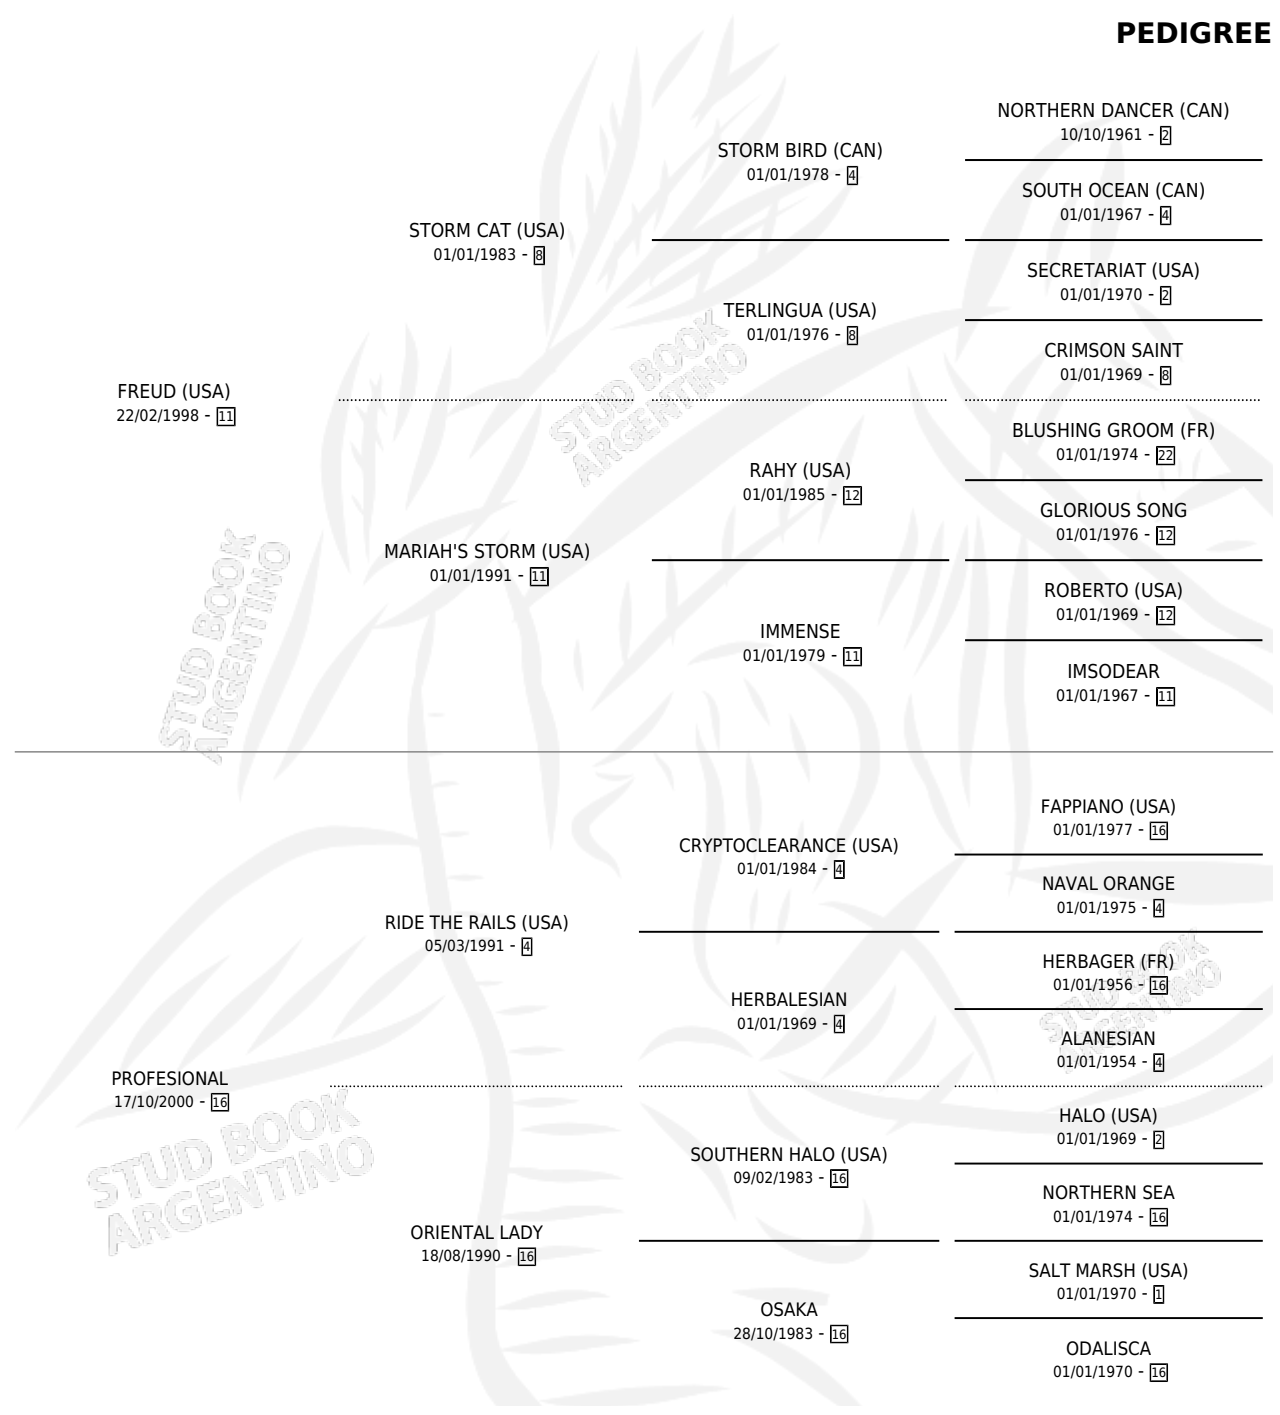 PEDIGREE
NORTHERN DANCER (CAN)
10/10/1961 - 2
STORM BIRD (CAN)
01/01/1978 - 4
SOUTH OCEAN (CAN)
01/01/1967 - 4
STORM CAT (USA)
01/01/1983 - 8
SECRETARIAT (USA)
01/01/1970 - 2
TERLINGUA (USA)
01/01/1976 - 8
CRIMSON SAINT
01/01/1969 - 8
FREUD (USA)
22/02/1998 - 11
BLUSHING GROOM (FR)
01/01/1974 - 22
RAHY (USA)
01/01/1985 - 12
GLORIOUS SONG
01/01/1976 - 12
MARIAH'S STORM (USA)
01/01/1991 - 11
ROBERTO (USA)
01/01/1969 - 12
IMMENSE
01/01/1979 - 11
IMSODEAR
01/01/1967 - 11
FAPPIANO (USA)
01/01/1977 - 16
CRYPTOCLEARANCE (USA)
01/01/1984 - 4
NAVAL ORANGE
01/01/1975 - 4
RIDE THE RAILS (USA)
05/03/1991 - 4
HERBAGER (FR)
01/01/1956 - 16
HERBALESIAN
01/01/1969 - 4
ALANESIAN
01/01/1954 - 4
PROFESIONAL
17/10/2000 - 16
HALO (USA)
01/01/1969 - 2
SOUTHERN HALO (USA)
09/02/1983 - 16
NORTHERN SEA
01/01/1974 - 16
ORIENTAL LADY
18/08/1990 - 16
SALT MARSH (USA)
01/01/1970 - 1
OSAKA
28/10/1983 - 16
ODALISCA
01/01/1970 - 16
STUD BOOK
ARGENTINO
STUD BOOK
ARGENTINO
STUD BOOK
ARGENTINO
STUD BOOK
ARGENTINO